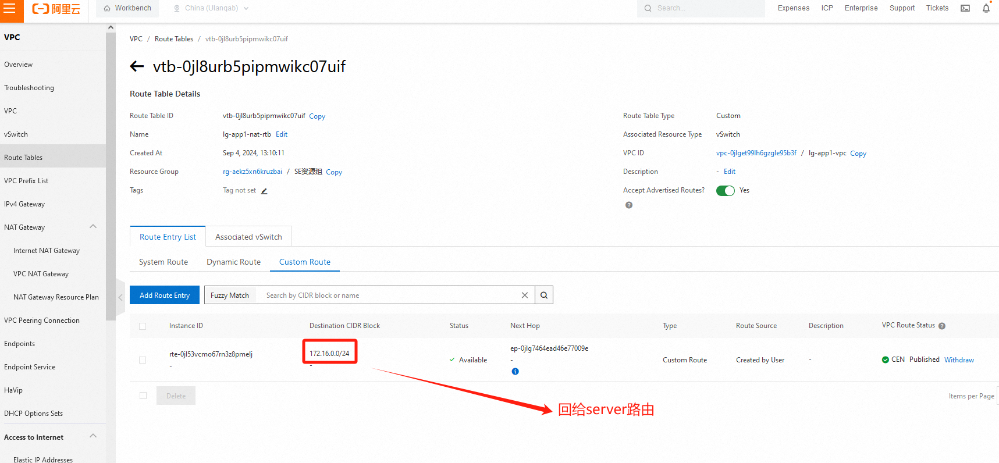 阿里云
Workbench
China (Ulanqab)
Search...
Expenses
ICP
Enterprise
Support
Tickets
VPC
Overview
Troubleshooting
VPC
vSwitch
Route Tables
VPC Prefix List
IPv4 Gateway
NAT Gateway
Internet NAT Gateway
VPC NAT Gateway
NAT Gateway Resource Plan
VPC Peering Connection
Endpoints
Endpoint Service
HaVip
DHCP Options Sets
Access to Internet
Elastic IP Addresses
VPC / Route Tables / vtb-0jl8urb5pipmwikc07uif
vtb-0jl8urb5pipmwikc07uif
Route Table Details
Route Table ID vtb-0jl8urb5pipmwikc07uif Copy
Route Table Type Custom
Name lg-app1-nat-rtb Edit
Associated Resource Type vSwitch
Created At Sep 4, 2024, 13:10:11
VPC ID vpc-0jlget99lh6gzgle95b3f / lg-app1-vpc Copy
Resource Group rg-aekz5xn6kruzbai / SE资源组 Copy
Description - Edit
Tags Tag not set
Accept Advertised Routes? Yes
Route Entry List
Associated vSwitch
System Route
Dynamic Route
Custom Route
Add Route Entry
Fuzzy Match
Search by CIDR block or name
Instance ID
Destination CIDR Block
Status
Next Hop
Type
Route Source
Description
VPC Route Status
rte-0jl53vcmo67rn3z8pmelj
-
172.16.0.0/24
-
Available
ep-0jlg7464ead46e77009e
-
Custom Route
Created by User
-
CEN Published Withdraw
Delete
Items per Page
回给server路由